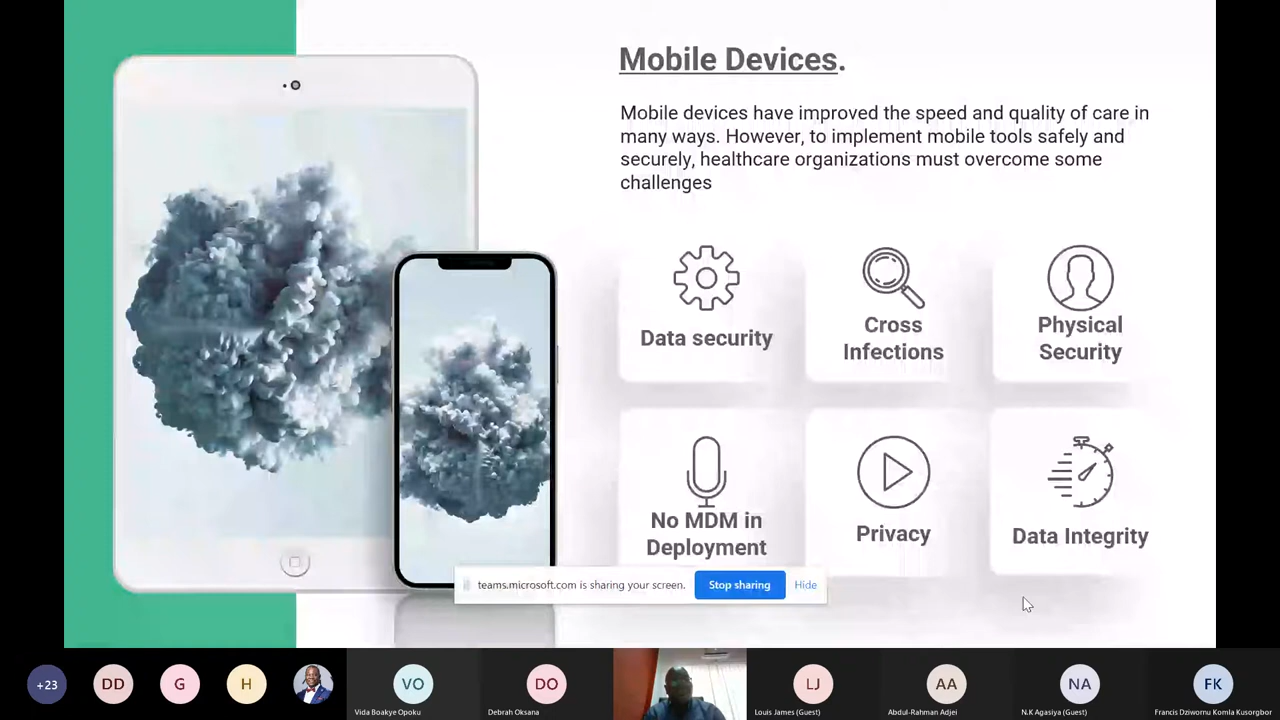 Mobile Devices.
Mobile devices have improved the speed and quality of care in
many ways. However, to implement mobile tools safely and
securely, healthcare organizations must overcome some
challenges
Data security
Cross
Infections
Physical
Security
No MDM in
Deployment
Privacy
Data Integrity
teams.microsoft.com is sharing your screen.
Stop sharing
Hide
+23
DD
G
H
VO
Vida Boakye Opoku
DO
Debrah Oksana
LJ
Louis James (Guest)
AA
Abdul-Rahman Adjei
NA
N.K Agasiya (Guest)
FK
Francis Dziwornu Komla Kusorgbor